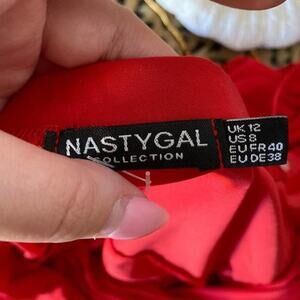 NASTYGAL
COLLECTION
UK 12
US 8
EU FR 40
EU DE 38